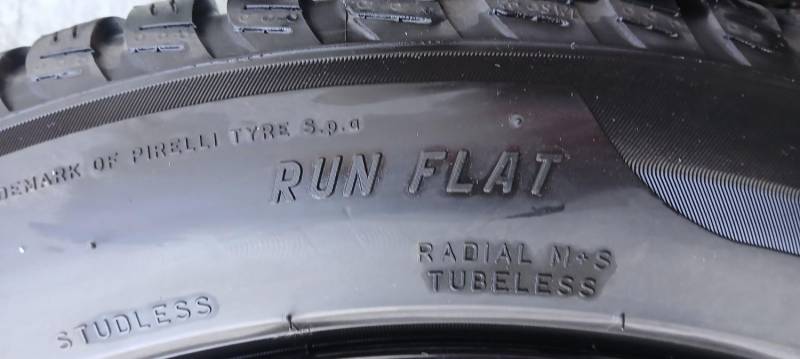 DEMARK OF PIRELLI TYRE S.p.a
RUN FLAT
RADIAL M+S
TUBELESS
STUDLESS